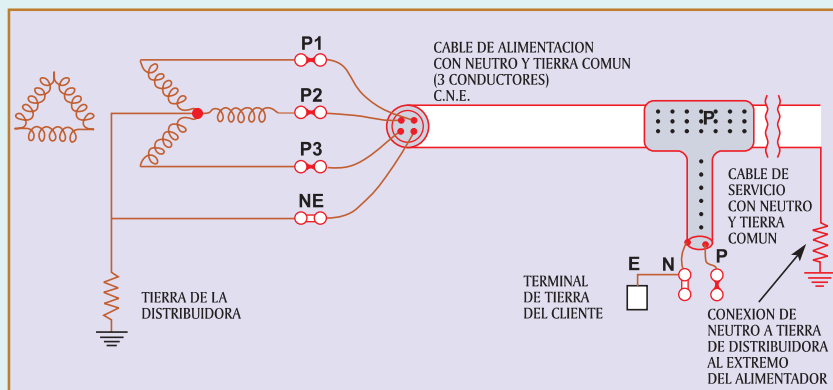 P1
P2
P3
NE
CABLE DE ALIMENTACION
CON NEUTRO Y TIERRA COMUN
(3 CONDUCTORES)
C.N.E.
P
CABLE DE
SERVICIO
CON NEUTRO
Y TIERRA
COMUN
E N P
TERMINAL
DE TIERRA
DEL CLIENTE
TIERRA DE LA
DISTRIBUIDORA
CONEXION DE
NEUTRO A TIERRA
DE DISTRIBUIDORA
AL EXTREMO
DEL ALIMENTADOR